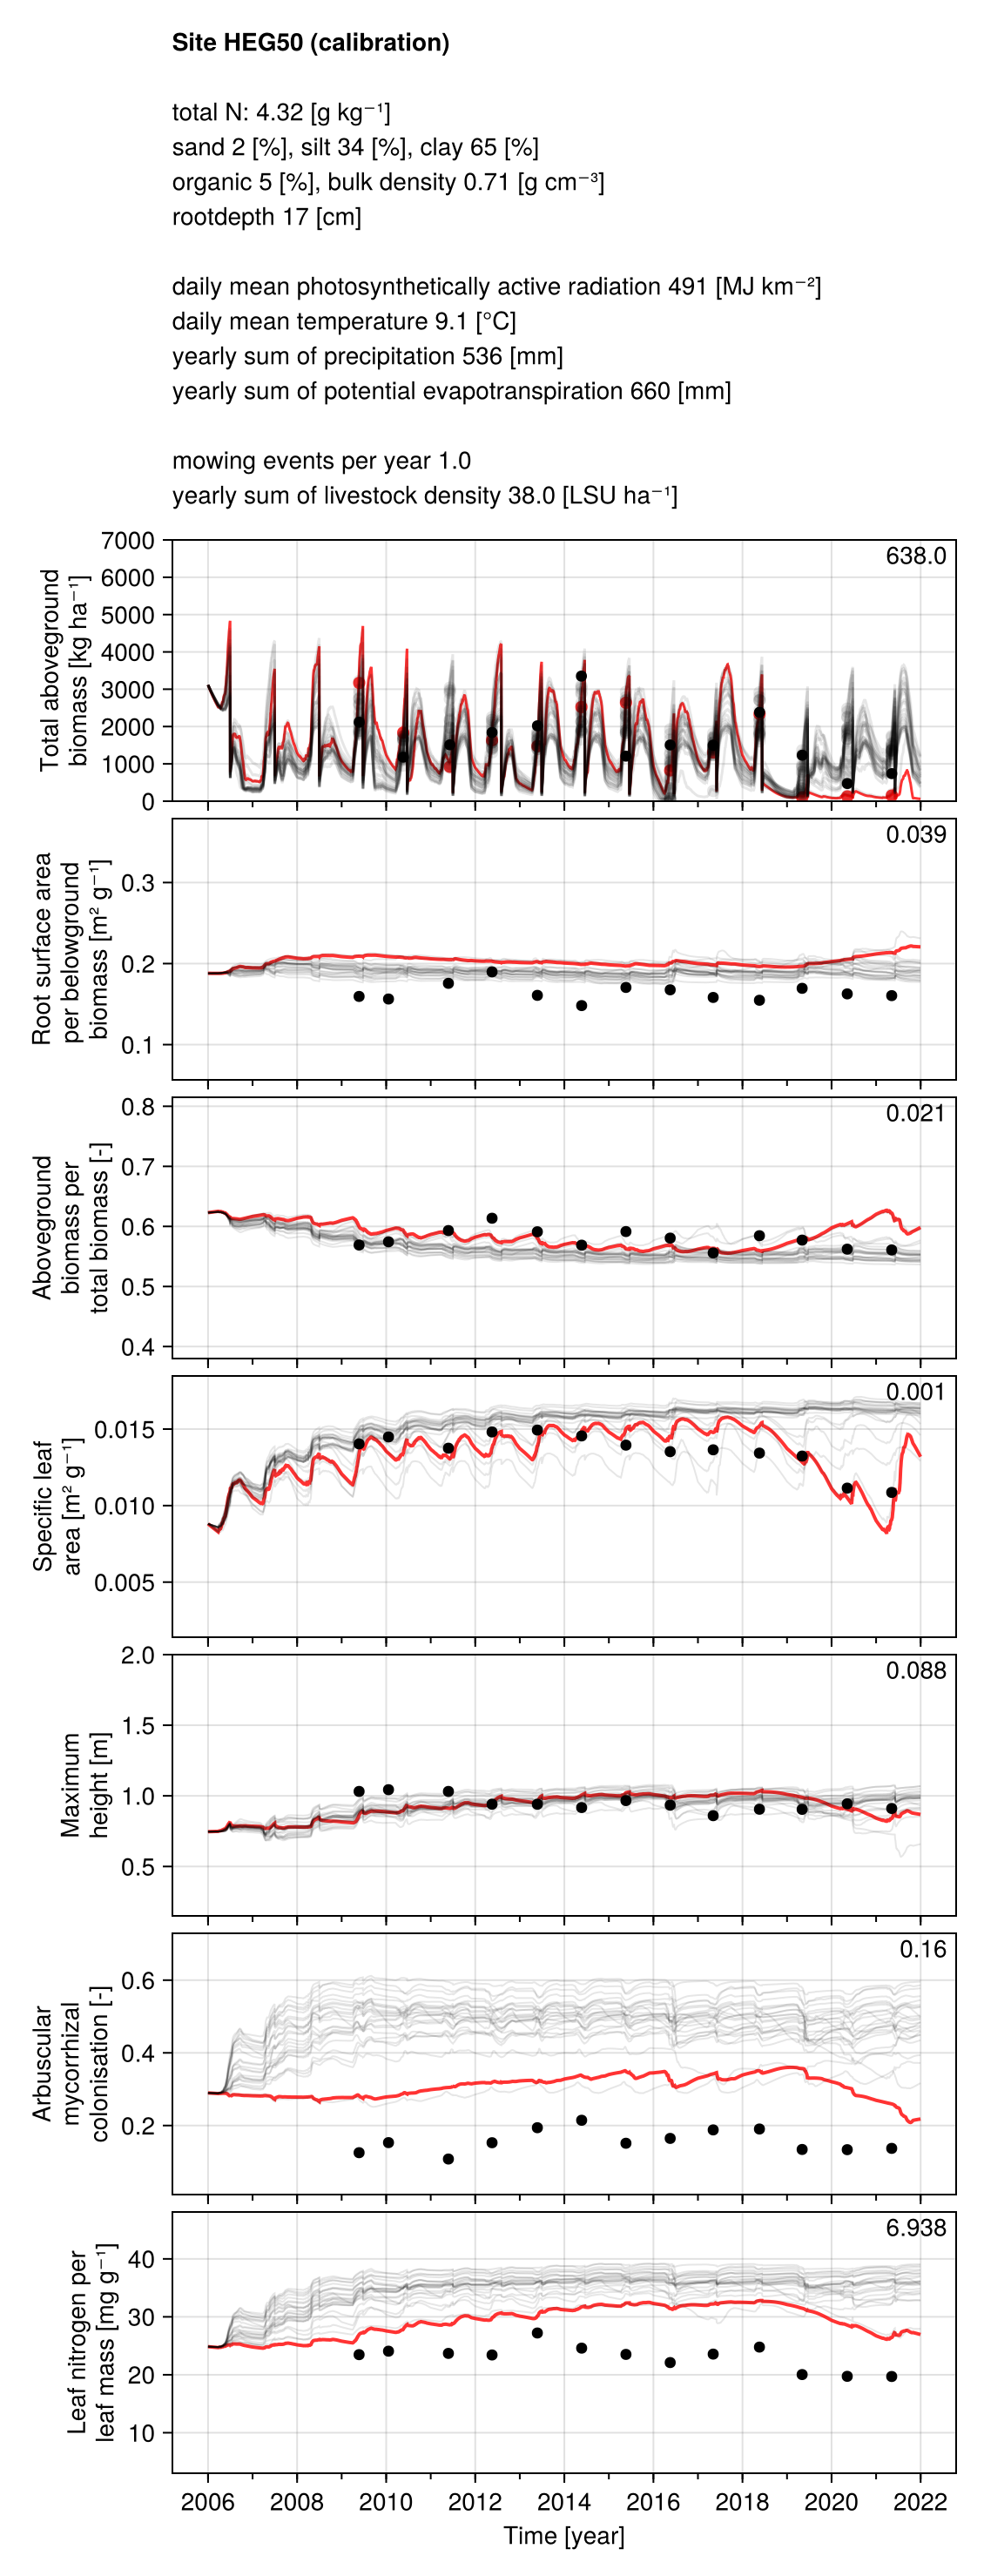 Site HEG50 (calibration)
total N: 4.32 [g kg⁻¹]
sand 2 [%], silt 34 [%], clay 65 [%]
organic 5 [%], bulk density 0.71 [g cm⁻³]
rootdepth 17 [cm]
daily mean photosynthetically active radiation 491 [MJ km⁻²]
daily mean temperature 9.1 [°C]
yearly sum of precipitation 536 [mm]
yearly sum of potential evapotranspiration 660 [mm]
mowing events per year 1.0
yearly sum of livestock density 38.0 [LSU ha⁻¹]
Total aboveground
biomass [kg ha⁻¹]
7000
6000
5000
4000
3000
2000
1000
0
638.0
Root surface area
per belowground
biomass [m² g⁻¹]
0.3
0.2
0.1
0.039
Aboveground
biomass per
total biomass [-]
0.8
0.7
0.6
0.5
0.4
0.021
Specific leaf
area [m² g⁻¹]
0.015
0.010
0.005
0.001
Maximum
height [m]
2.0
1.5
1.0
0.5
0.088
Arbuscular
mycorrhizal
colonisation [-]
0.6
0.4
0.2
0.16
Leaf nitrogen per
leaf mass [mg g⁻¹]
40
30
20
10
6.938
2006 2008 2010 2012 2014 2016 2018 2020 2022
Time [year]